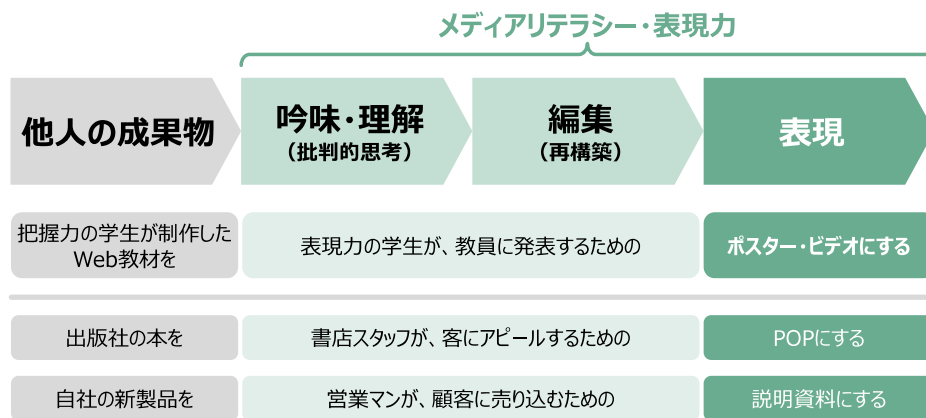 メディアリテラシー・表現力
他人の成果物
吟味・理解
（批判的思考）
編集
（再構築）
表現
把握力の学生が制作した
Web教材を
表現力の学生が、教員に発表するための
ポスター・ビデオにする
出版社の本を
書店スタッフが、客にアピールするための
POPにする
自社の新製品を
営業マンが、顧客に売り込むための
説明資料にする